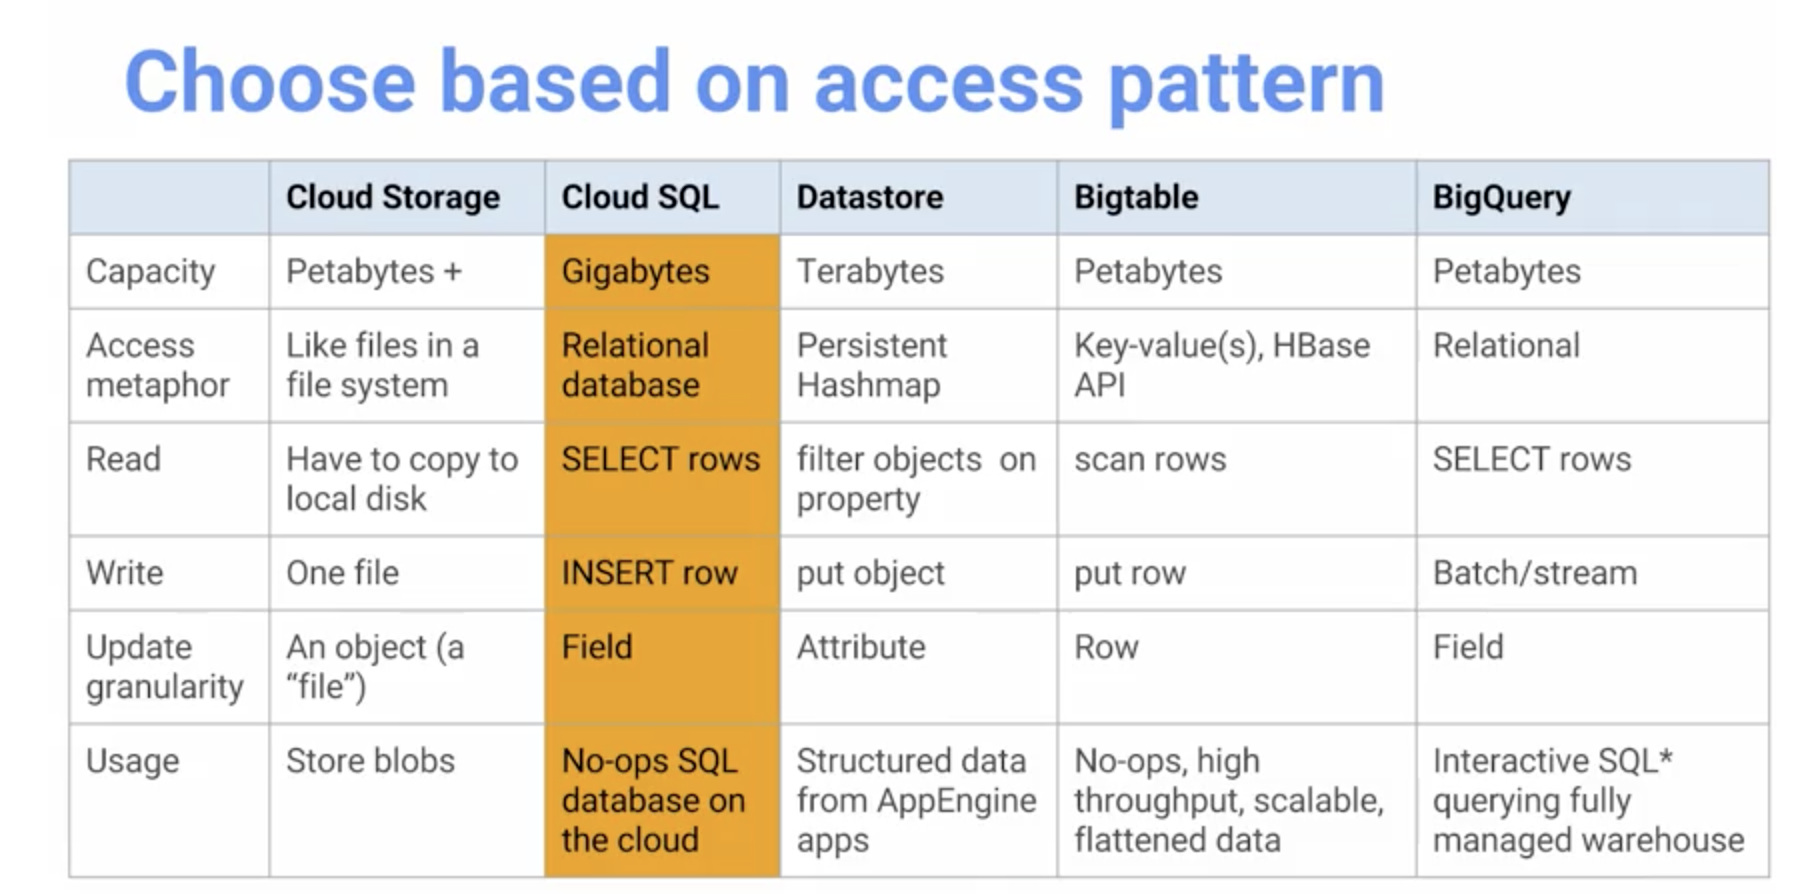 Choose based on access pattern
Cloud Storage
Cloud SQL
Datastore
Bigtable
BigQuery
Capacity
Petabytes +
Gigabytes
Terabytes
Petabytes
Petabytes
Access
metaphor
Like files in a
file system
Relational
database
Persistent
Hashmap
Key-value(s), HBase
API
Relational
Read
Have to copy to
local disk
SELECT rows
filter objects on
property
scan rows
SELECT rows
Write
One file
INSERT row
put object
put row
Batch/stream
Update
granularity
An object (a
“file”)
Field
Attribute
Row
Field
Usage
Store blobs
No-ops SQL
database on
the cloud
Structured data
from AppEngine
apps
No-ops, high
throughput, scalable,
flattened data
Interactive SQL*
querying fully
managed warehouse